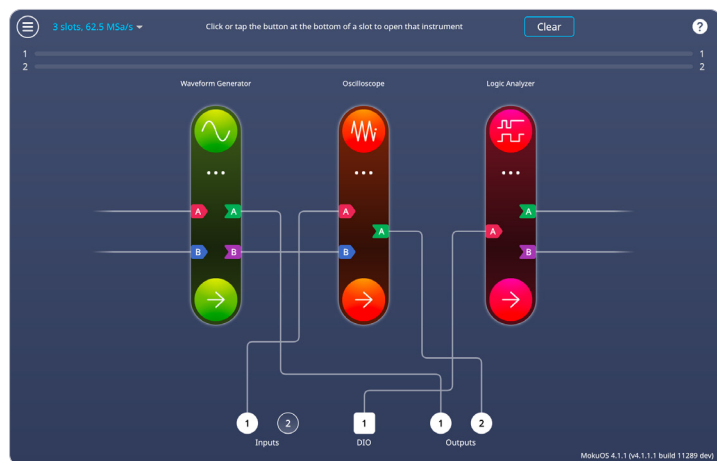 3 slots, 62.5 MSa/s
Click or tap the button at the bottom of a slot to open that instrument
Clear
?
1
1
2
2
Waveform Generator
Oscilloscope
Logic Analyzer
A
A
A
A
B
B
A
A
B
B
1
2
1
1
2
Inputs
DIO
Outputs
MokuOS 4.1.1 (v4.1.1.1 build 11289 dev)